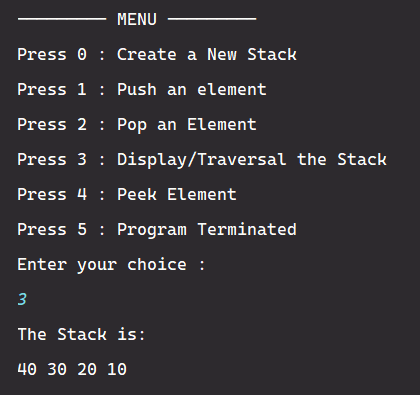 ---------- MENU ----------
Press 0 : Create a New Stack
Press 1 : Push an element
Press 2 : Pop an Element
Press 3 : Display/Traversal the Stack
Press 4 : Peek Element
Press 5 : Program Terminated
Enter your choice :
3
The Stack is:
40 30 20 10